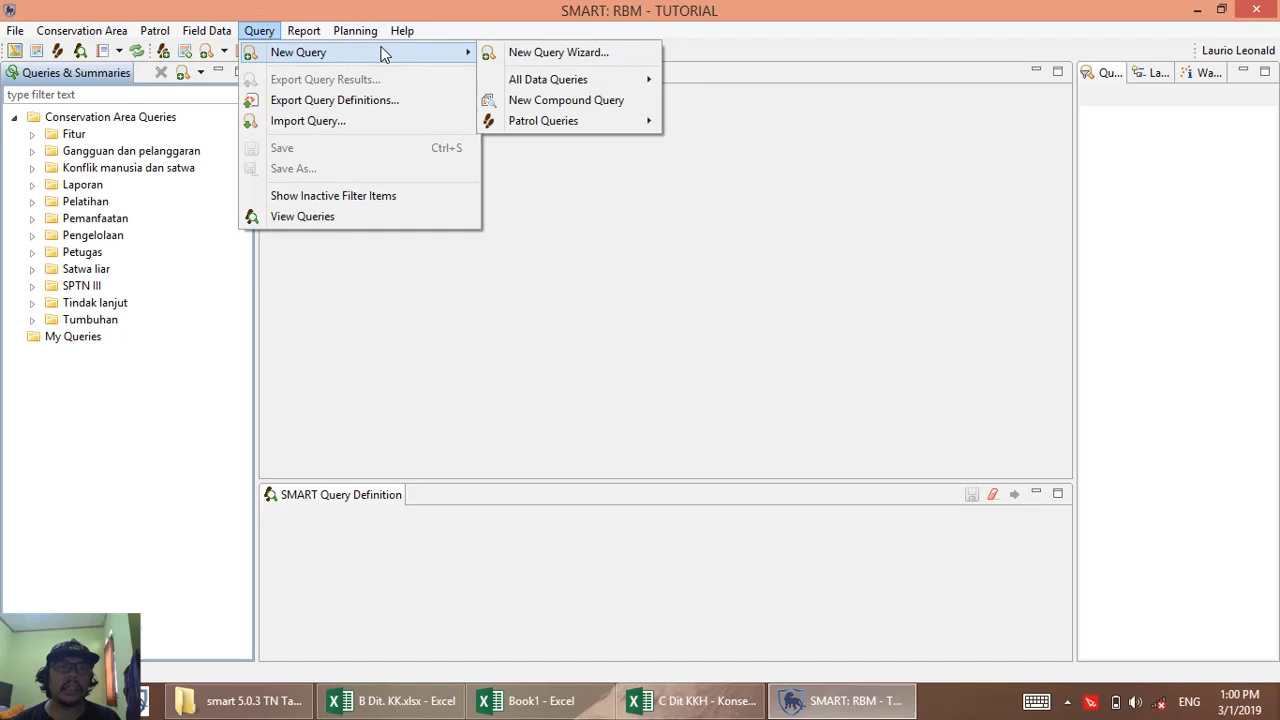 SMART: RBM - TUTORIAL
File Conservation Area Patrol Field Data Query Report Planning Help
Laurio Leonald
Queries & Summaries
type filter text
Conservation Area Queries
Fitur
Gangguan dan pelanggaran
Konflik manusia dan satwa
Laporan
Pelatihan
Pemanfaatan
Pengelolaan
Petugas
Satwa liar
SPTN III
Tindak lanjut
Tumbuhan
My Queries
New Query
Export Query Results...
Export Query Definitions...
Import Query...
Save Ctrl+S
Save As...
Show Inactive Filter Items
View Queries
New Query Wizard...
All Data Queries
New Compound Query
Patrol Queries
Qu... La... Wa...
SMART Query Definition
smart 5.0.3 TN Ta... B Dit. KK.xlsx - Excel Book1 - Excel C Dit KKH - Konse... SMART: RBM - T...
ENG
1:00 PM
3/1/2019